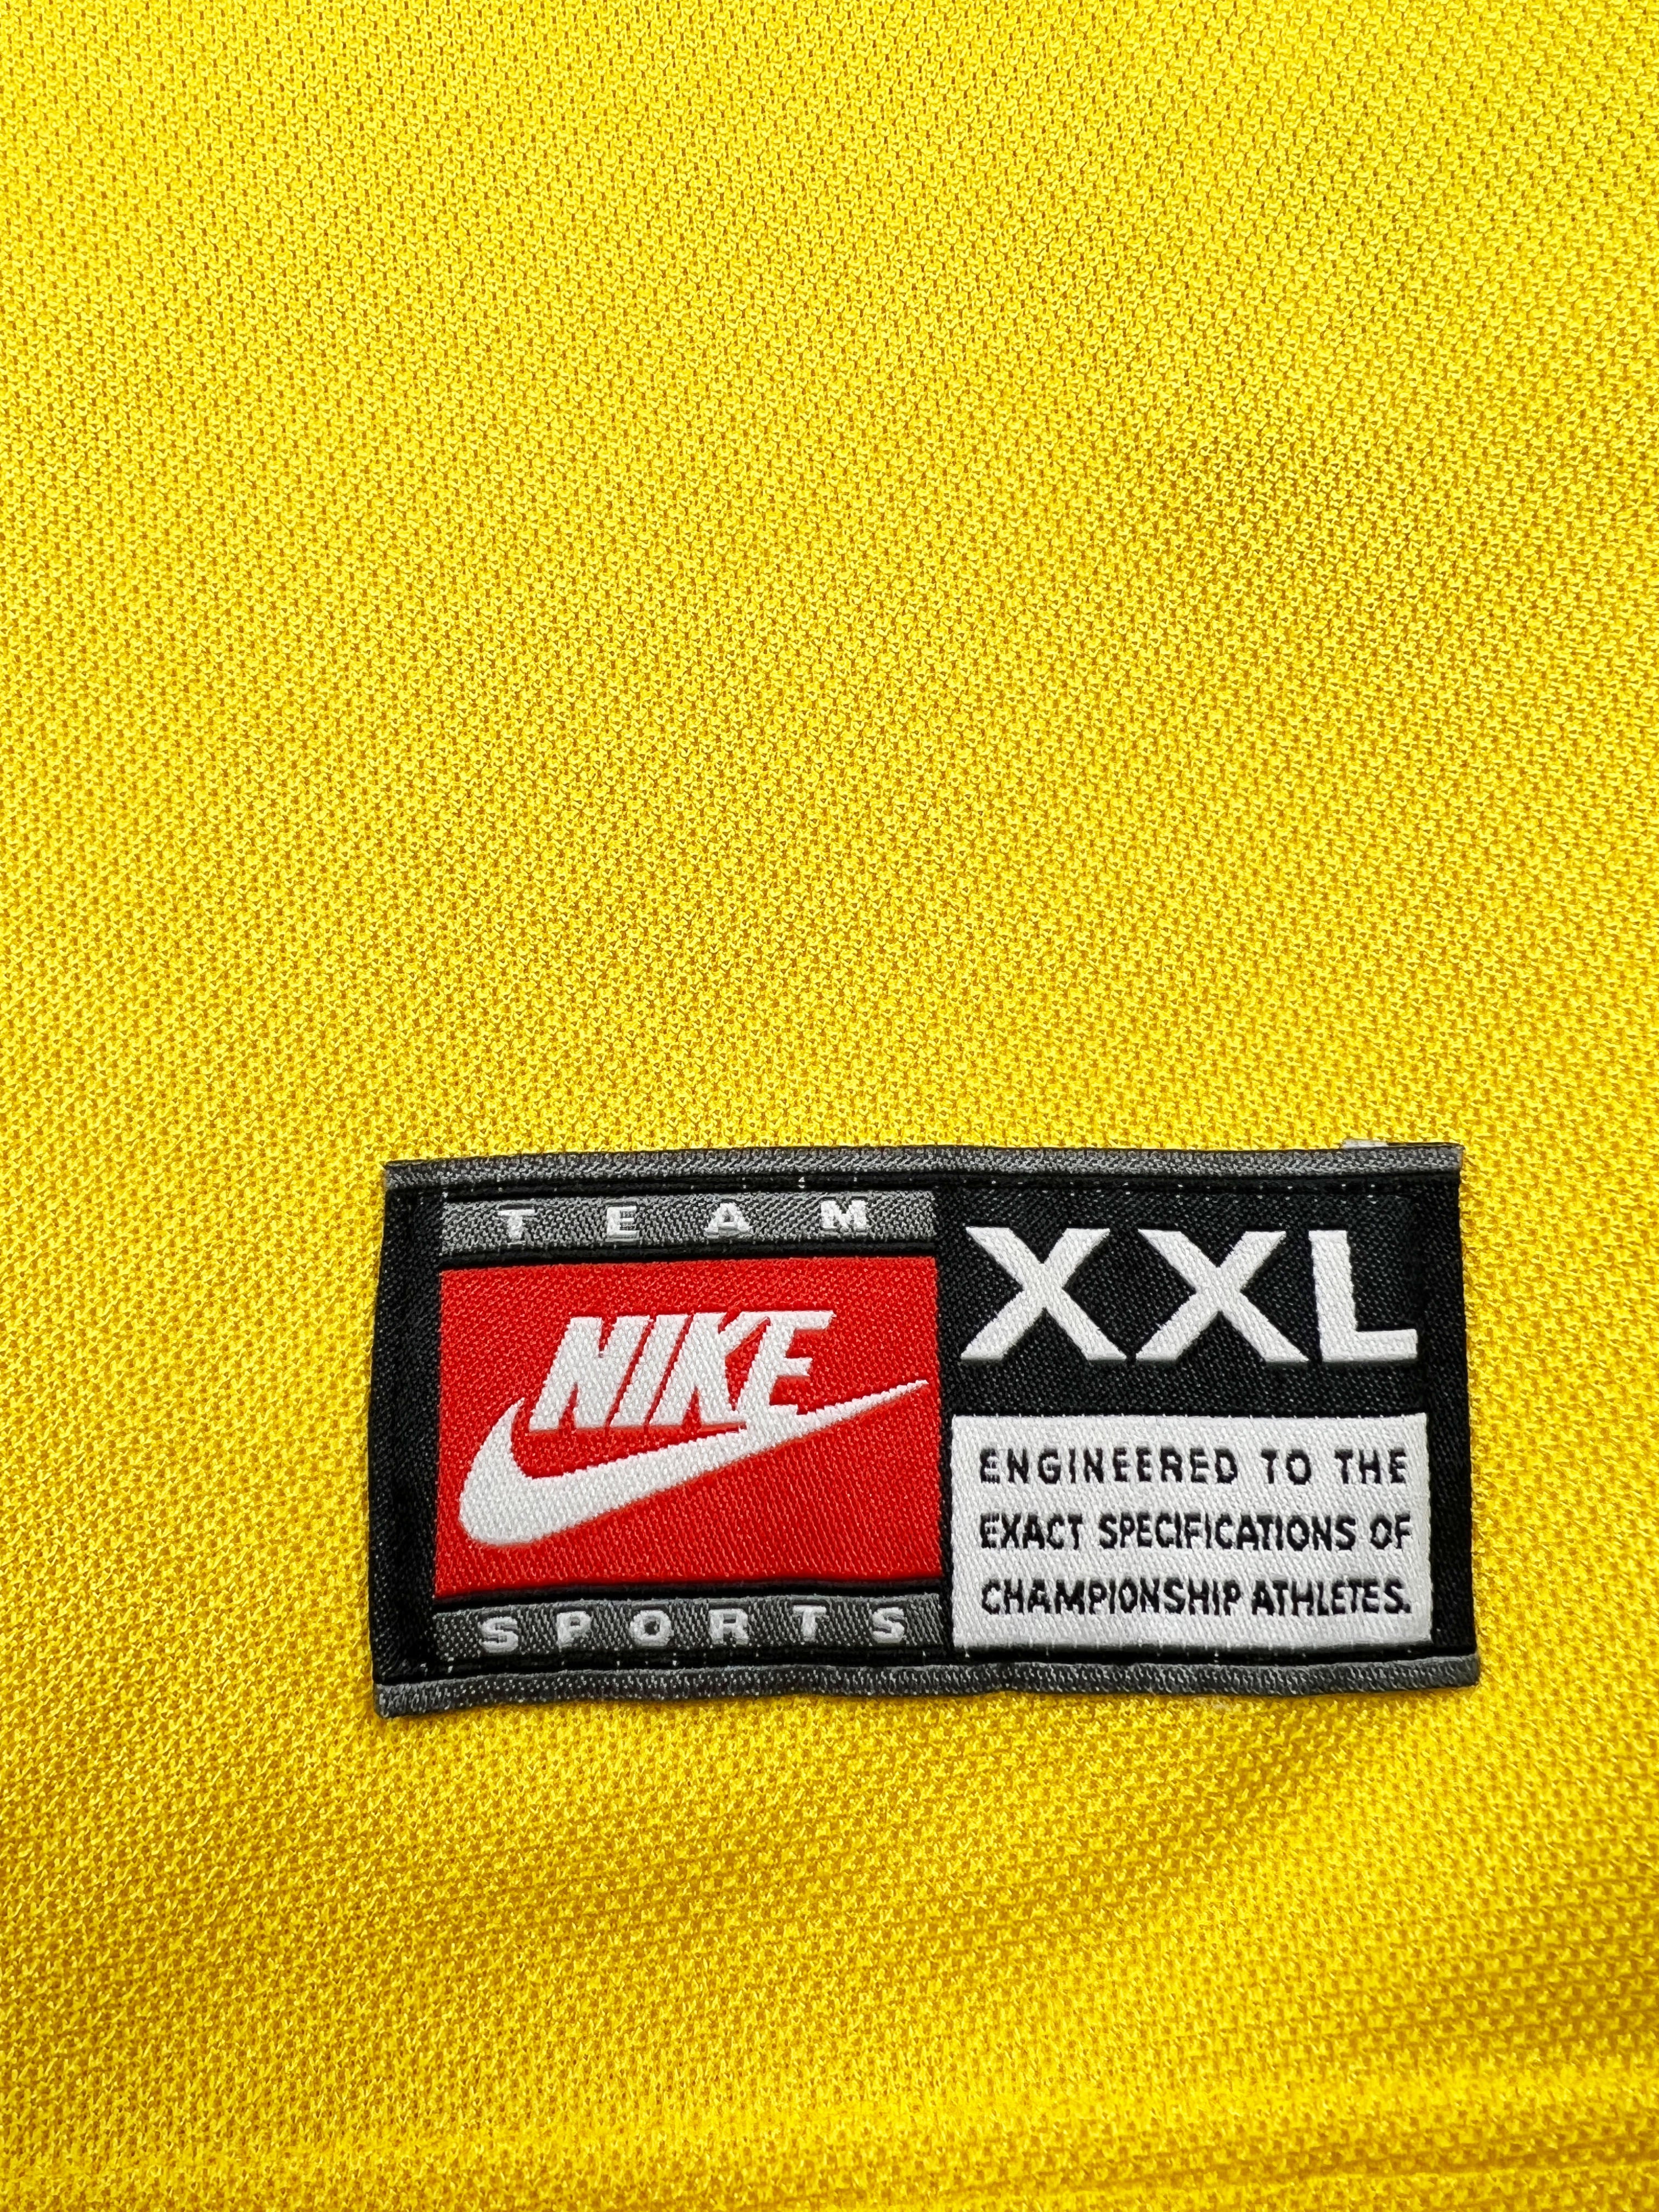 TEAM
NIKE
SPORTS
XXL
ENGINEERED TO THE
EXACT SPECIFICATIONS OF
CHAMPIONSHIP ATHLETES.